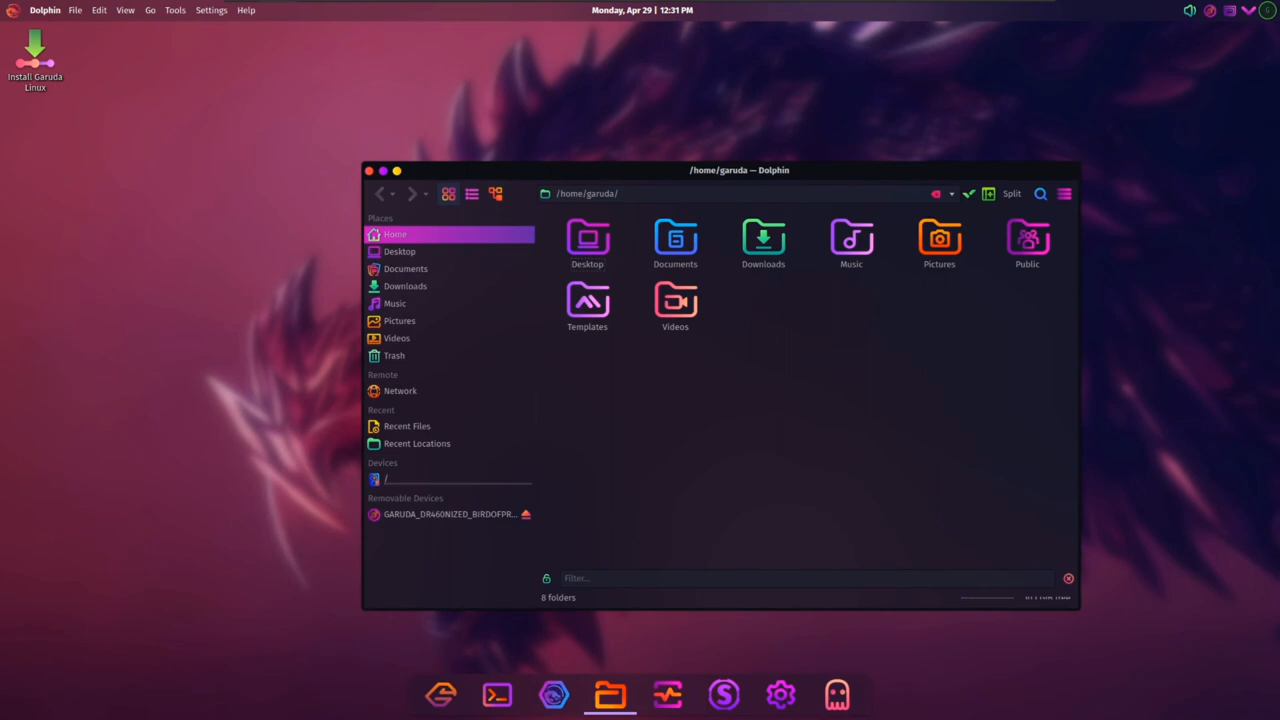 Dolphin File Edit View Go Tools Settings Help
Monday, Apr 29 | 12:31 PM
Install Garuda
Linux
/home/garuda — Dolphin
/home/garuda/
Split
Places
Home
Desktop
Documents
Downloads
Music
Pictures
Videos
Trash
Remote
Network
Recent
Recent Files
Recent Locations
Devices
/
Removable Devices
GARUDA_DR460NIZED_BIRDOFPR...
Desktop Documents Downloads Music Pictures Public
Templates Videos
Filter...
8 folders